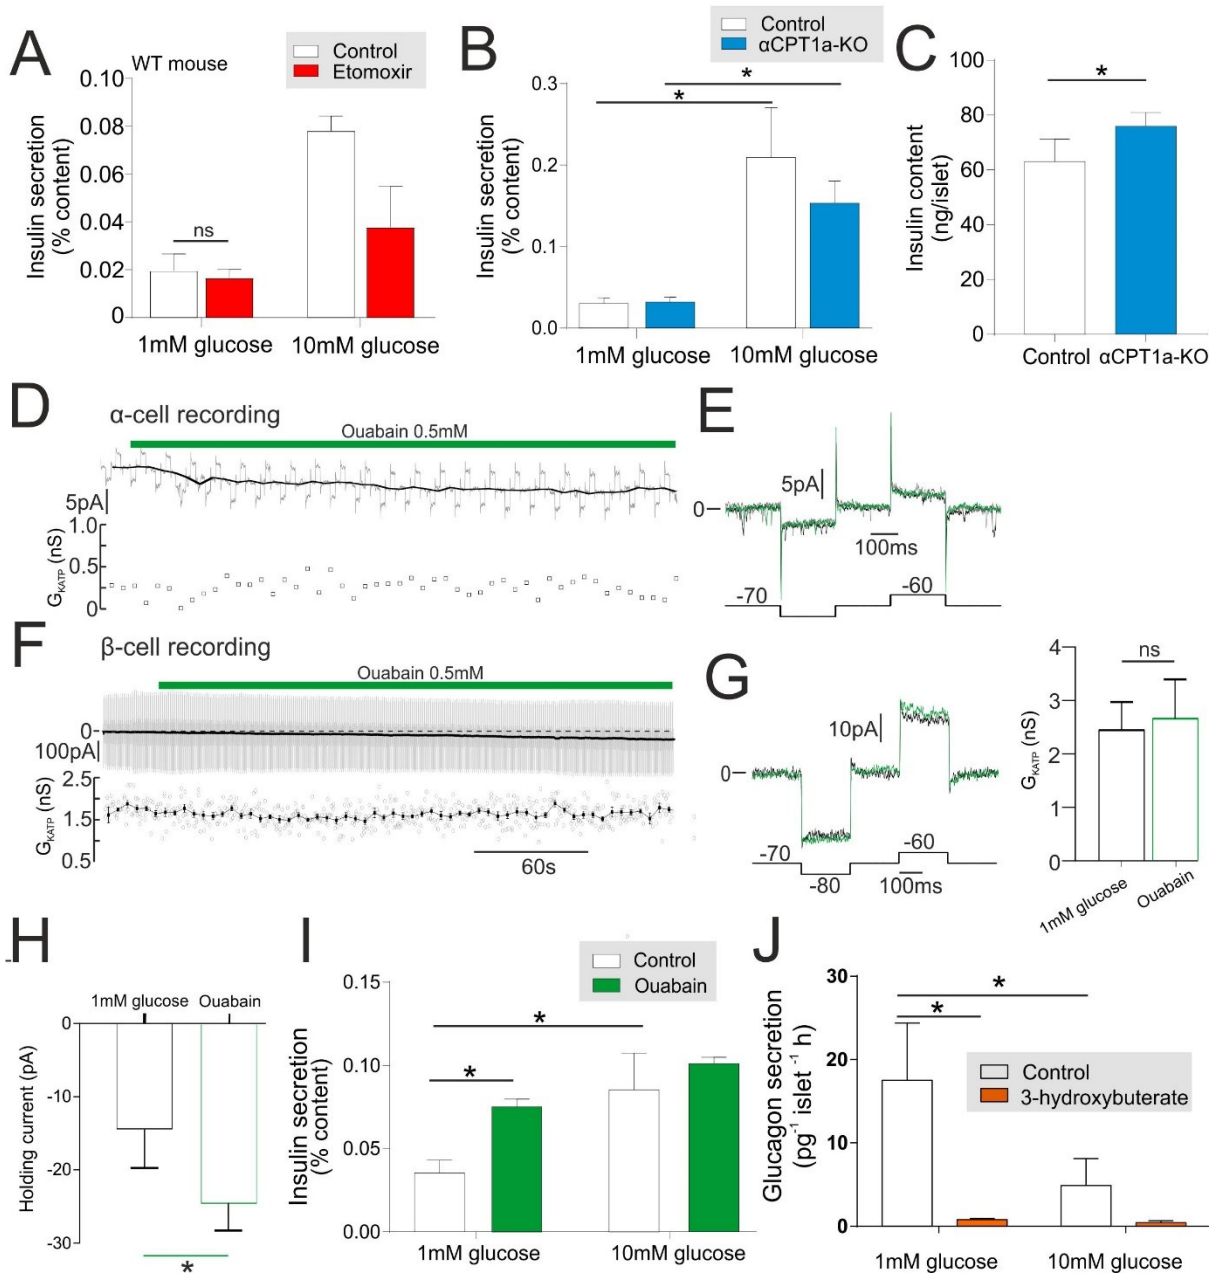 A
WT mouse
Control
Etomoxir
Insulin secretion
(% content)
0.10
0.08
0.06
0.04
0.02
0
ns
1mM glucose
10mM glucose
B
Control
αCPT1a-KO
Insulin secretion
(% content)
0.3
0.2
0.1
0.0
*
*
1mM glucose
10mM glucose
C
Insulin content
(ng/islet)
100
80
60
40
20
0
*
Control
αCPT1a-KO
D
α-cell recording
Ouabain 0.5mM
5pA
G_KATP (nS)
1.0
0.5
0
E
5pA
0
100ms
-70
-60
F
β-cell recording
Ouabain 0.5mM
0
100pA
G_KATP (nS)
2.5
1.5
0.5
60s
G
10pA
0
-70
-80
-60
100ms
G_KATP (nS)
4
3
2
1
0
ns
1mM glucose
Ouabain
H
1mM glucose
Ouabain
Holding current (pA)
0
-10
-20
-30
*
I
Control
Ouabain
Insulin secretion
(% content)
0.15
0.10
0.05
0.00
*
*
1mM glucose
10mM glucose
J
Glucagon secretion
(pg⁻¹ islet⁻¹ h)
30
20
10
0
*
*
Control
3-hydroxybuterate
1mM glucose
10mM glucose